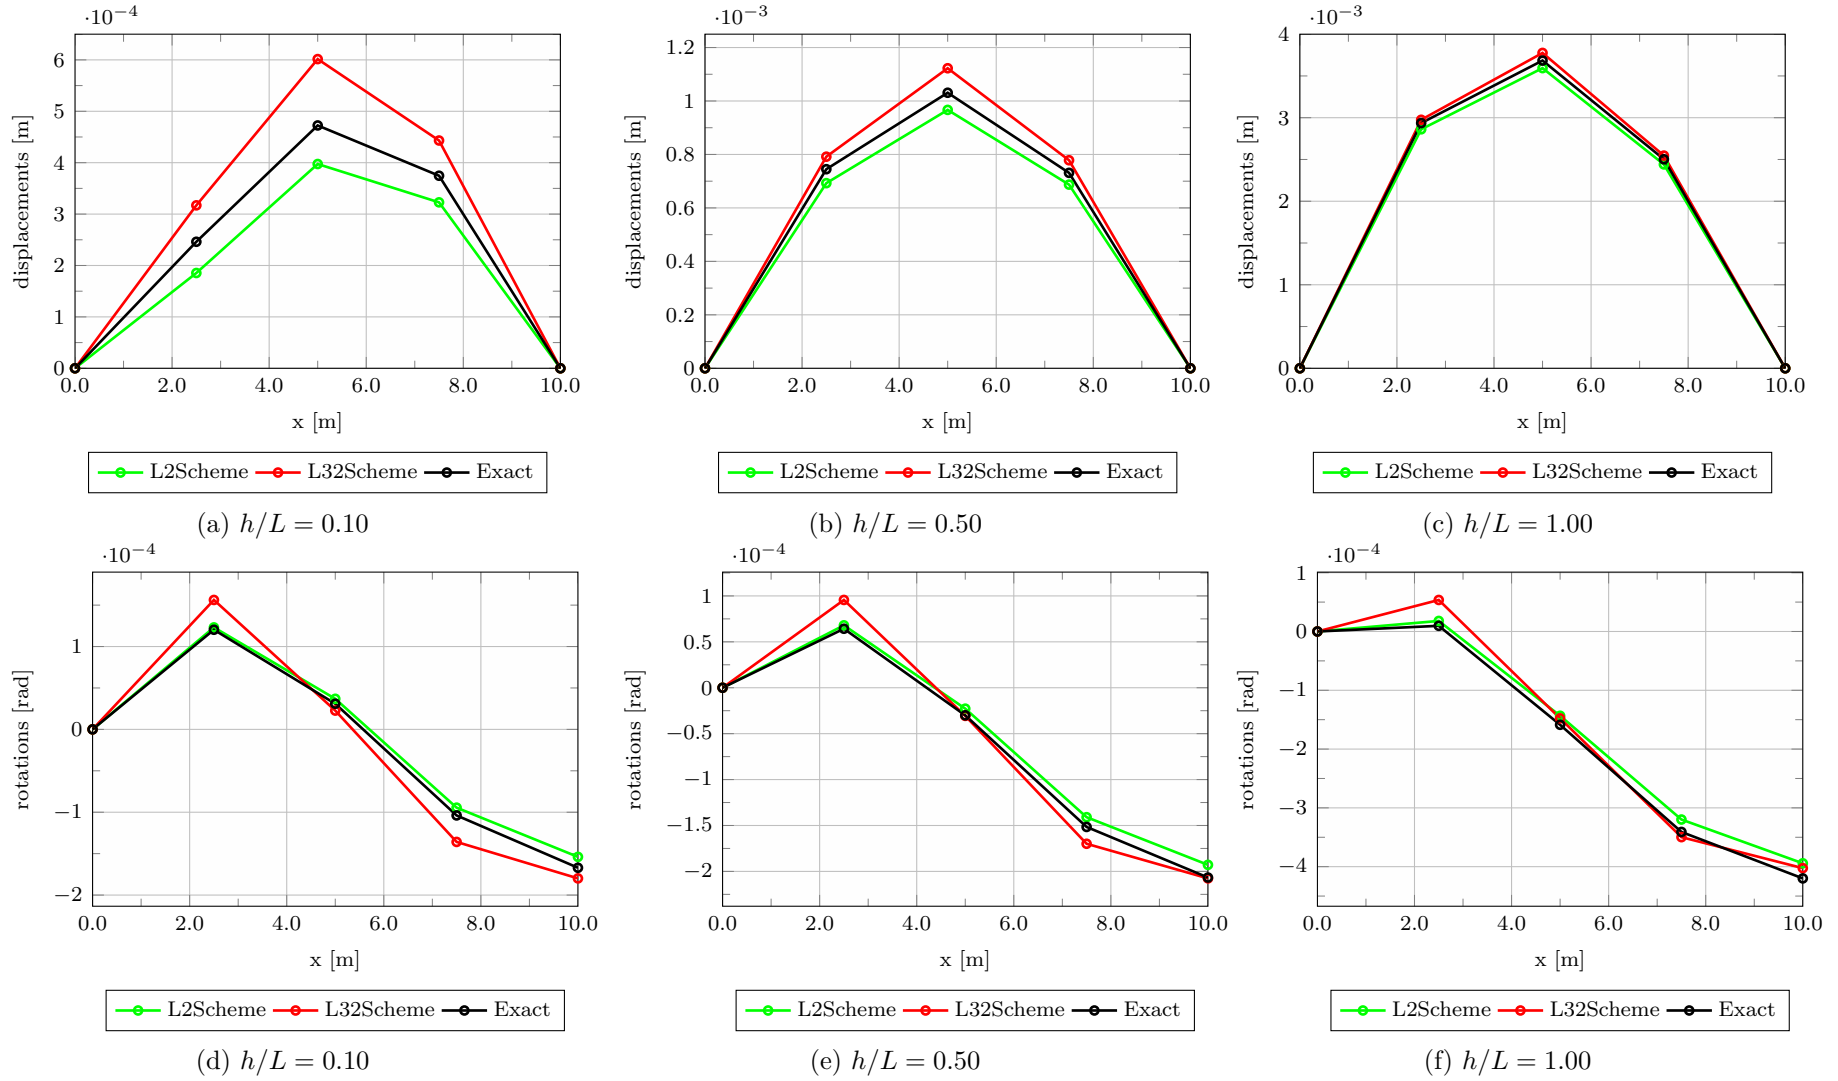 ·10−4
6
5
4
3
2
1
0
displacements [m]
0.0 2.0 4.0 6.0 8.0 10.0
x [m]
L2Scheme L32Scheme Exact
(a) h/L = 0.10
·10−3
1.2
1
0.8
0.6
0.4
0.2
0
displacements [m]
0.0 2.0 4.0 6.0 8.0 10.0
x [m]
L2Scheme L32Scheme Exact
(b) h/L = 0.50
·10−3
4
3
2
1
0
displacements [m]
0.0 2.0 4.0 6.0 8.0 10.0
x [m]
L2Scheme L32Scheme Exact
(c) h/L = 1.00
·10−4
1
0
−1
−2
rotations [rad]
0.0 2.0 4.0 6.0 8.0 10.0
x [m]
L2Scheme L32Scheme Exact
(d) h/L = 0.10
·10−4
1
0.5
0
−0.5
−1
−1.5
−2
rotations [rad]
0.0 2.0 4.0 6.0 8.0 10.0
x [m]
L2Scheme L32Scheme Exact
(e) h/L = 0.50
·10−4
1
0
−1
−2
−3
−4
rotations [rad]
0.0 2.0 4.0 6.0 8.0 10.0
x [m]
L2Scheme L32Scheme Exact
(f) h/L = 1.00